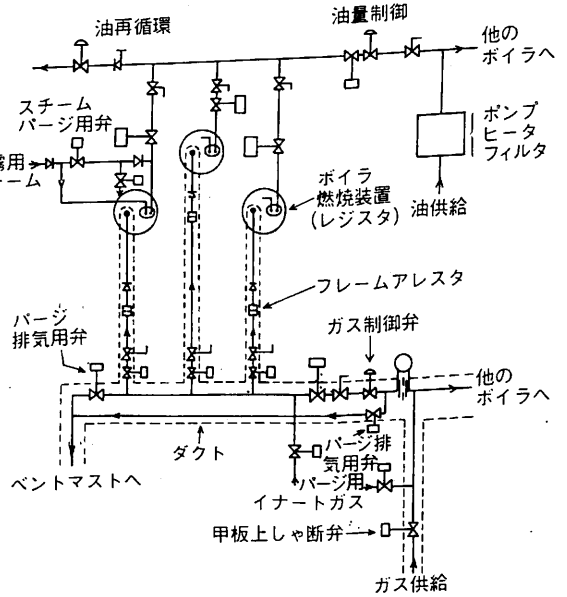 油再循環
油量制御
他の
ボイラへ
スチーム
パージ用弁
ポンプ
ヒータ
フィルタ
霧用
ーム
ボイラ
燃焼装置
(レジスタ)
油供給
フレームアレスタ
パージ
排気用弁
ガス制御弁
他の
ボイラへ
ダクト
パージ排
気用弁
ベントマストへ
パージ用
イナートガス
甲板上しゃ断弁
ガス供給